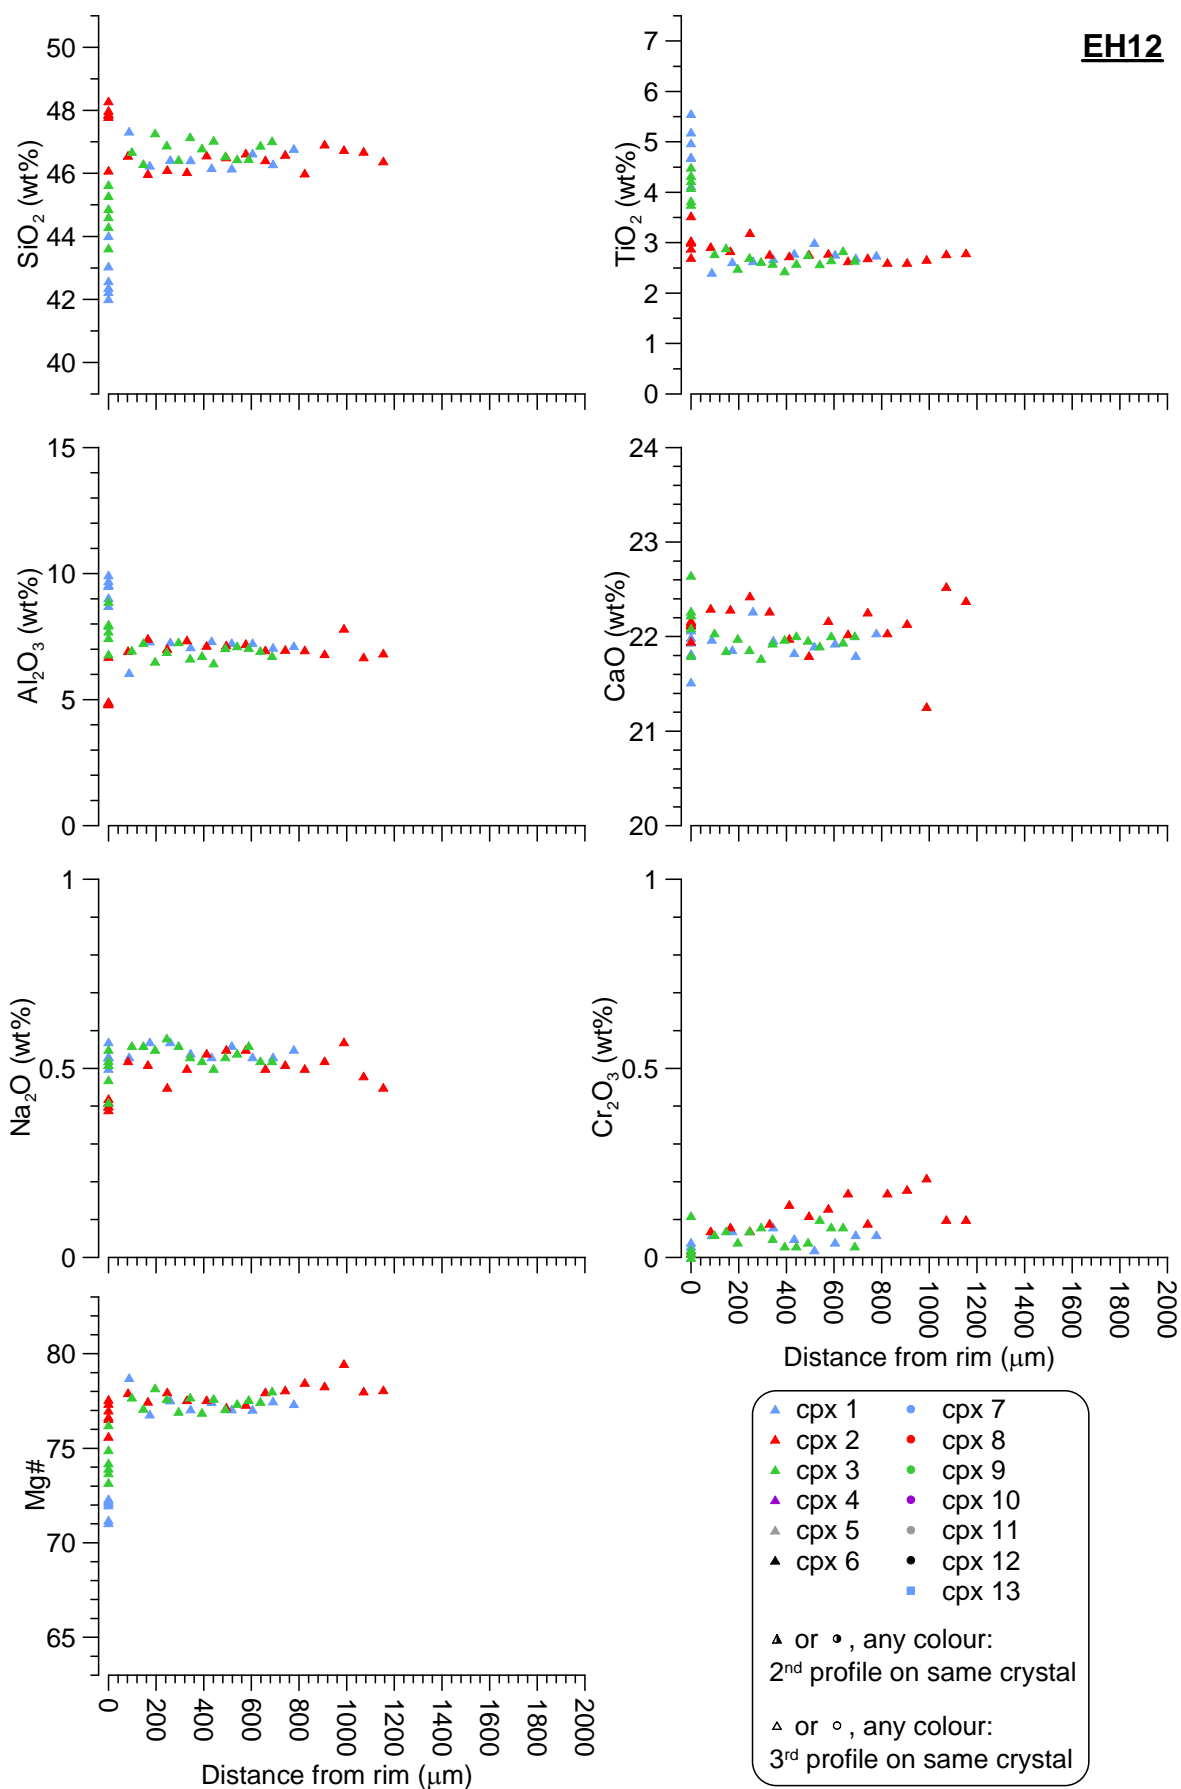 EH12
50
48
46
44
42
40
SiO₂ (wt%)
7
6
5
4
3
2
1
0
TiO₂ (wt%)
15
10
5
0
Al₂O₃ (wt%)
24
23
22
21
20
CaO (wt%)
1
0.5
0
Na₂O (wt%)
1
0.5
0
Cr₂O₃ (wt%)
0 200 400 600 800 1000 1200 1400 1600 1800 2000
Distance from rim (µm)
80
75
70
65
Mg#
0 200 400 600 800 1000 1200 1400 1600 1800 2000
Distance from rim (µm)
cpx 1 cpx 7
cpx 2 cpx 8
cpx 3 cpx 9
cpx 4 cpx 10
cpx 5 cpx 11
cpx 6 cpx 12
cpx 13
or , any colour:
2ⁿᵈ profile on same crystal
or , any colour:
3ʳᵈ profile on same crystal